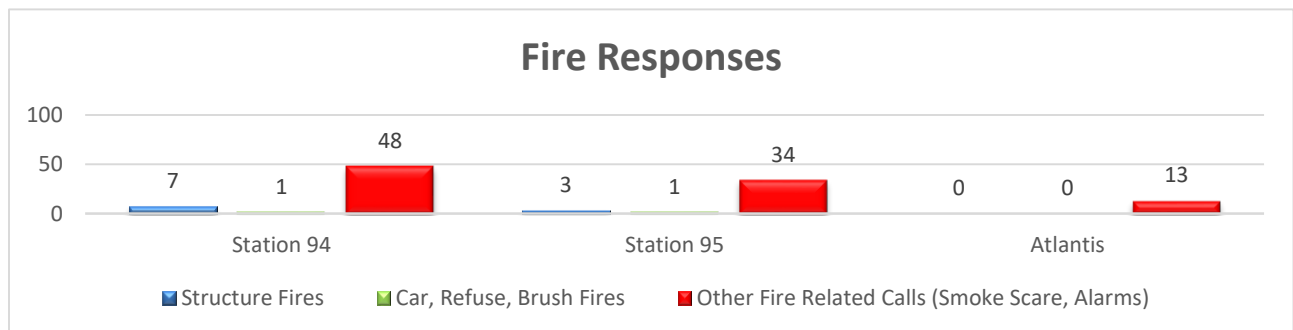 Fire Responses
100
50
0
7
1
48
3
1
34
0
0
13
Station 94
Station 95
Atlantis
Structure Fires
Car, Refuse, Brush Fires
Other Fire Related Calls (Smoke Scare, Alarms)